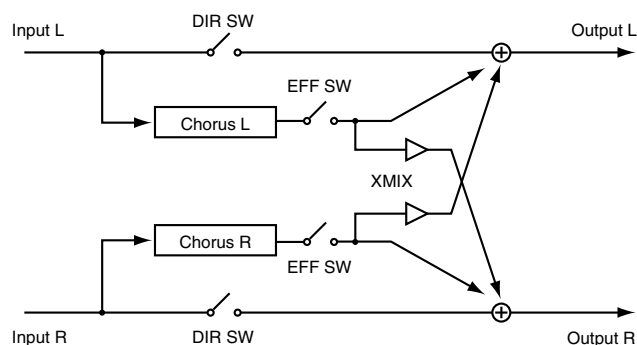 Input L
DIR SW
Output L
EFF SW
Chorus L
XMIX
Chorus R
EFF SW
Input R
DIR SW
Output R